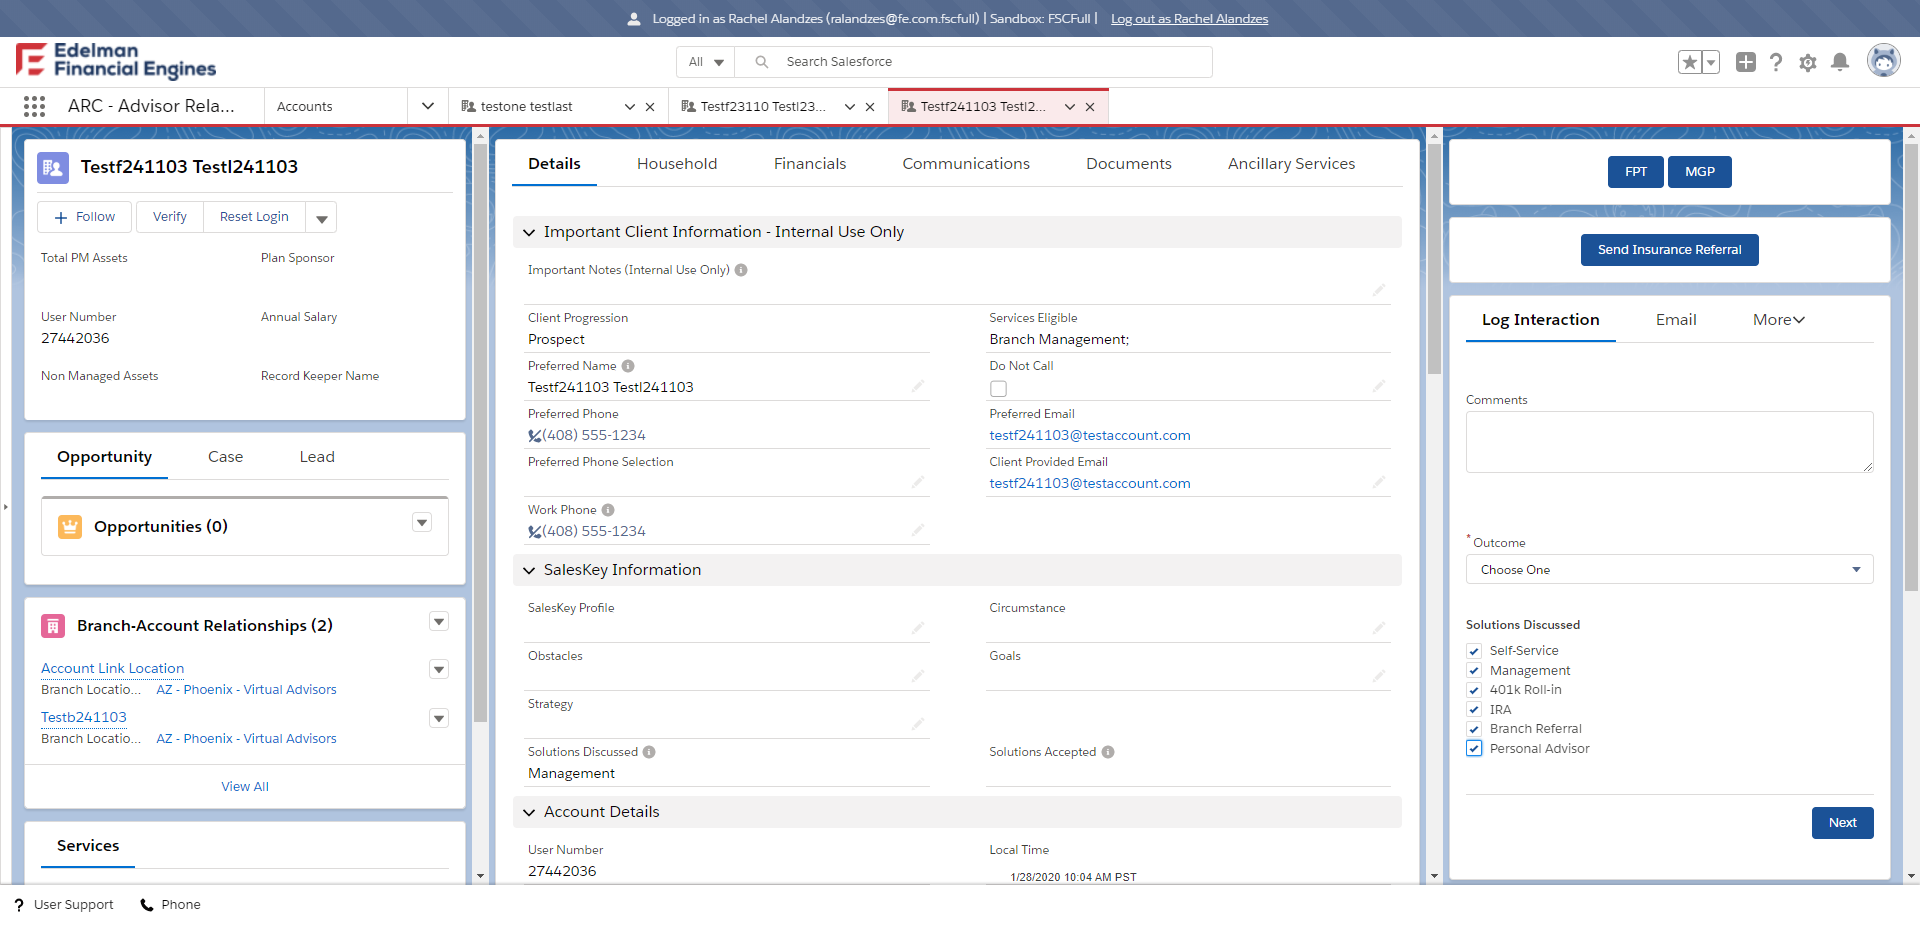 Logged in as Rachel Alandzes (ralandzes@fe.com.fscfull) | Sandbox: FSCFull | Log out as Rachel Alandzes
Edelman
Financial Engines
All
Search Salesforce
ARC - Advisor Rela...
Accounts
testone testlast
Testf23110 Testl23...
Testf241103 Testl2...
Testf241103 Testl241103
Follow
Verify
Reset Login
Total PM Assets
Plan Sponsor
User Number
27442036
Annual Salary
Non Managed Assets
Record Keeper Name
Opportunity
Case
Lead
Opportunities (0)
Branch-Account Relationships (2)
Account Link Location
Branch Locatio... AZ - Phoenix - Virtual Advisors
Testb241103
Branch Locatio... AZ - Phoenix - Virtual Advisors
View All
Services
Details
Household
Financials
Communications
Documents
Ancillary Services
Important Client Information - Internal Use Only
Important Notes (Internal Use Only)
Client Progression
Prospect
Services Eligible
Branch Management;
Preferred Name
Testf241103 Testl241103
Do Not Call
Preferred Phone
(408) 555-1234
Preferred Email
testf241103@testaccount.com
Preferred Phone Selection
Client Provided Email
testf241103@testaccount.com
Work Phone
(408) 555-1234
SalesKey Information
SalesKey Profile
Circumstance
Obstacles
Goals
Strategy
Solutions Discussed
Management
Solutions Accepted
Account Details
User Number
27442036
Local Time
1/28/2020 10:04 AM PST
FPT
MGP
Send Insurance Referral
Log Interaction
Email
More
Comments
* Outcome
Choose One
Solutions Discussed
Self-Service
Management
401k Roll-in
IRA
Branch Referral
Personal Advisor
Next
User Support
Phone